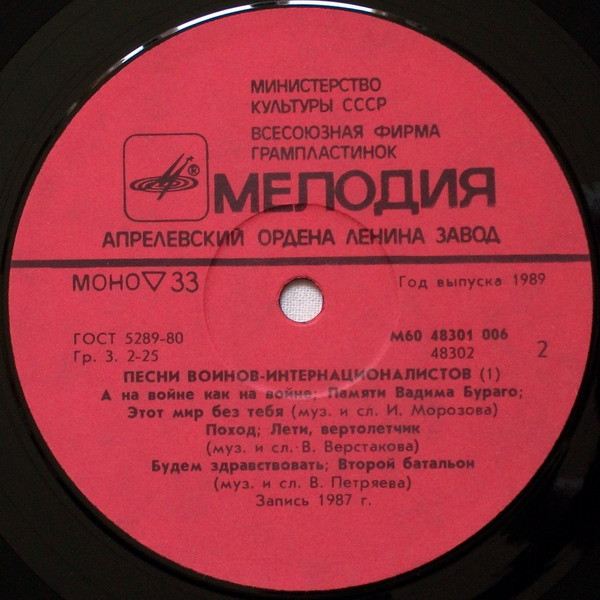 МИНИСТЕРСТВО
КУЛЬТУРЫ СССР
ВСЕСОЮЗНАЯ ФИРМА
ГРАМПЛАСТИНОК
®
МЕЛОДИЯ
АПРЕЛЕВСКИЙ ОРДЕНА ЛЕНИНА ЗАВОД
МОНО▽33
Год выпуска 1989
ГОСТ 5289-80
Гр. 3. 2-25
М60 48301 006
48302
2
ПЕСНИ ВОИНОВ-ИНТЕРНАЦИОНАЛИСТОВ (1)
А на войне как на войне; Памяти Вадима Бураго;
Этот мир без тебя (муз. и сл. И. Морозова)
Поход; Лети, вертолетчик
(муз. и сл. В. Верстакова)
Будем здравствовать; Второй батальон
(муз. и сл. В. Петряева)
Запись 1987 г.